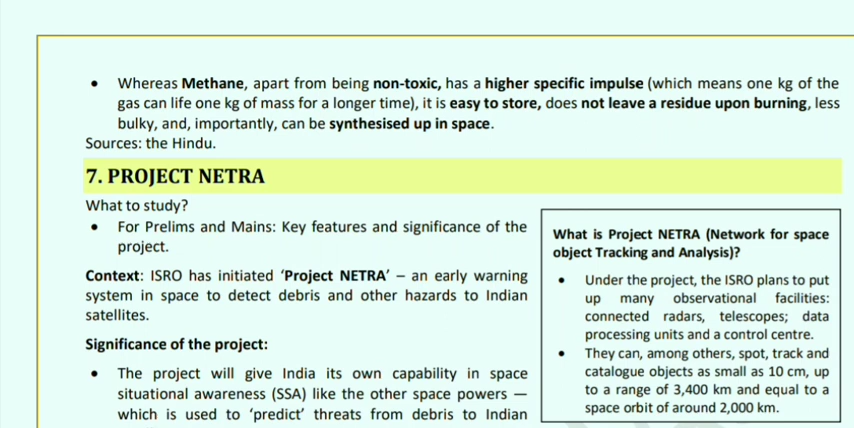 • Whereas Methane, apart from being non-toxic, has a higher specific impulse (which means one kg of the
gas can life one kg of mass for a longer time), it is easy to store, does not leave a residue upon burning, less
bulky, and, importantly, can be synthesised up in space.
Sources: the Hindu.
7. PROJECT NETRA
What to study?
• For Prelims and Mains: Key features and significance of the
project.
Context: ISRO has initiated ‘Project NETRA’ – an early warning
system in space to detect debris and other hazards to Indian
satellites.
Significance of the project:
• The project will give India its own capability in space
situational awareness (SSA) like the other space powers —
which is used to ‘predict’ threats from debris to Indian
What is Project NETRA (Network for space
object Tracking and Analysis)?
• Under the project, the ISRO plans to put
up many observational facilities:
connected radars, telescopes; data
processing units and a control centre.
• They can, among others, spot, track and
catalogue objects as small as 10 cm, up
to a range of 3,400 km and equal to a
space orbit of around 2,000 km.